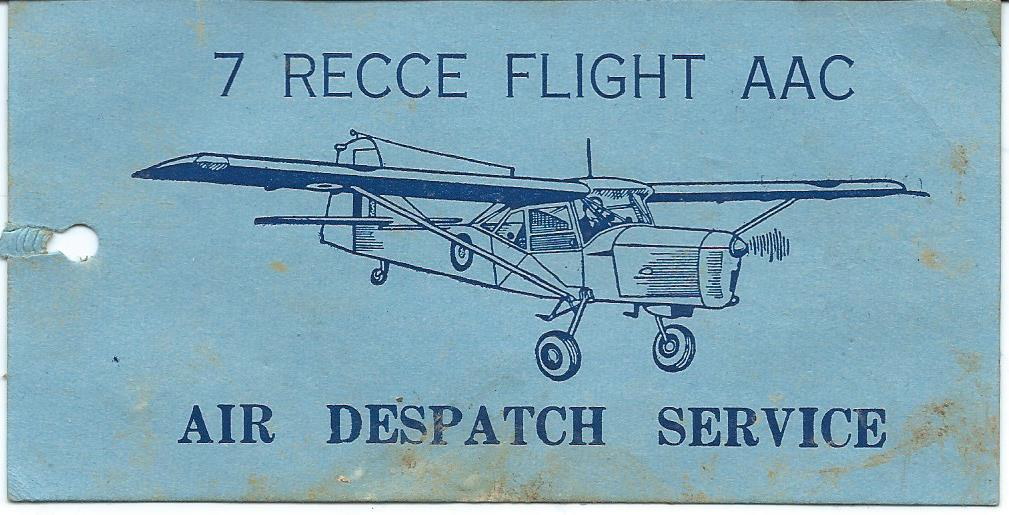 7 RECCE FLIGHT AAC
AIR DESPATCH SERVICE